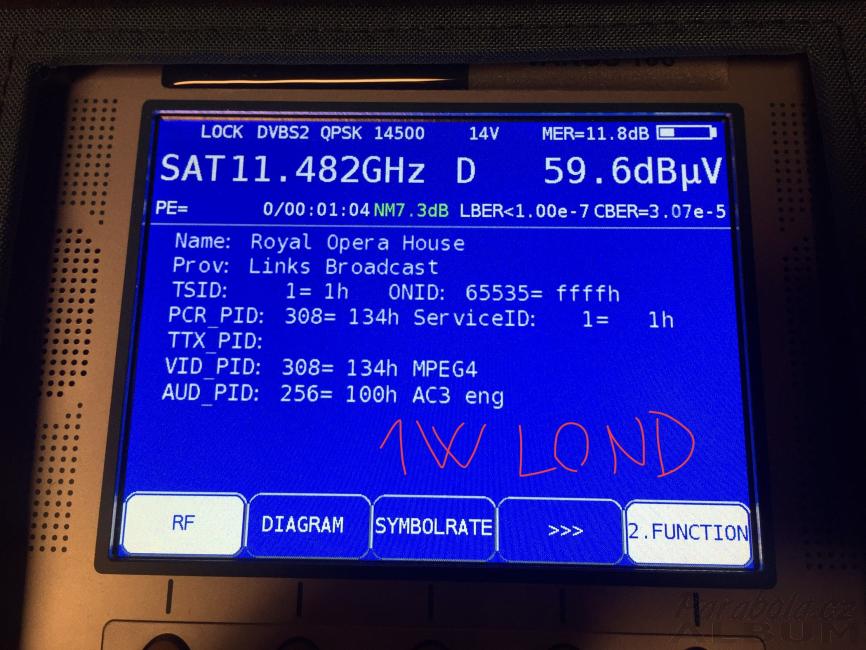 LOCK DVBS2 QPSK 14500 14V MER=11.8dB
SAT11.482GHz D 59.6dBµV
PE= 0/00:01:04 NM7.3dB LBER<1.00e-7 CBER=3.07e-5
Name: Royal Opera House
Prov: Links Broadcast
TSID: 1= 1h ONID: 65535= ffffh
PCR_PID: 308= 134h ServiceID: 1= 1h
TTX_PID:
VID_PID: 308= 134h MPEG4
AUD_PID: 256= 100h AC3 eng
1W LOND
RF DIAGRAM SYMBOLRATE >>> 2.FUNCTION
Parabola.cz
ALBUM